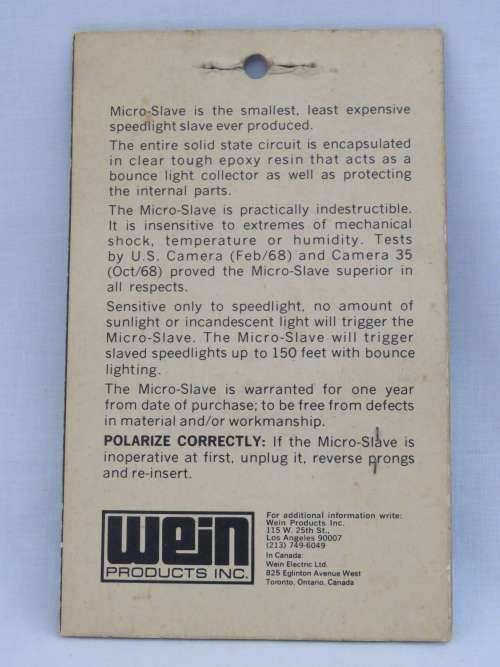 Micro-Slave is the smallest, least expensive
speedlight slave ever produced.
The entire solid state circuit is encapsulated
in clear tough epoxy resin that acts as a
bounce light collector as well as protecting
the internal parts.
The Micro-Slave is practically indestructible.
It is insensitive to extremes of mechanical
shock, temperature or humidity. Tests
by U.S. Camera (Feb/68) and Camera 35
(Oct/68) proved the Micro-Slave superior in
all respects.
Sensitive only to speedlight, no amount of
sunlight or incandescent light will trigger the
Micro-Slave. The Micro-Slave will trigger
slaved speedlights up to 150 feet with bounce
lighting.
The Micro-Slave is warranted for one year
from date of purchase; to be free from defects
in material and/or workmanship.
POLARIZE CORRECTLY: If the Micro-Slave is
inoperative at first, unplug it, reverse prongs
and re-insert.
wein
PRODUCTS INC.
For additional information write:
Wein Products Inc.
115 W. 25th St.,
Los Angeles 90007
(213) 749-6049
In Canada:
Wein Electric Ltd.
825 Eglinton Avenue West
Toronto, Ontario, Canada